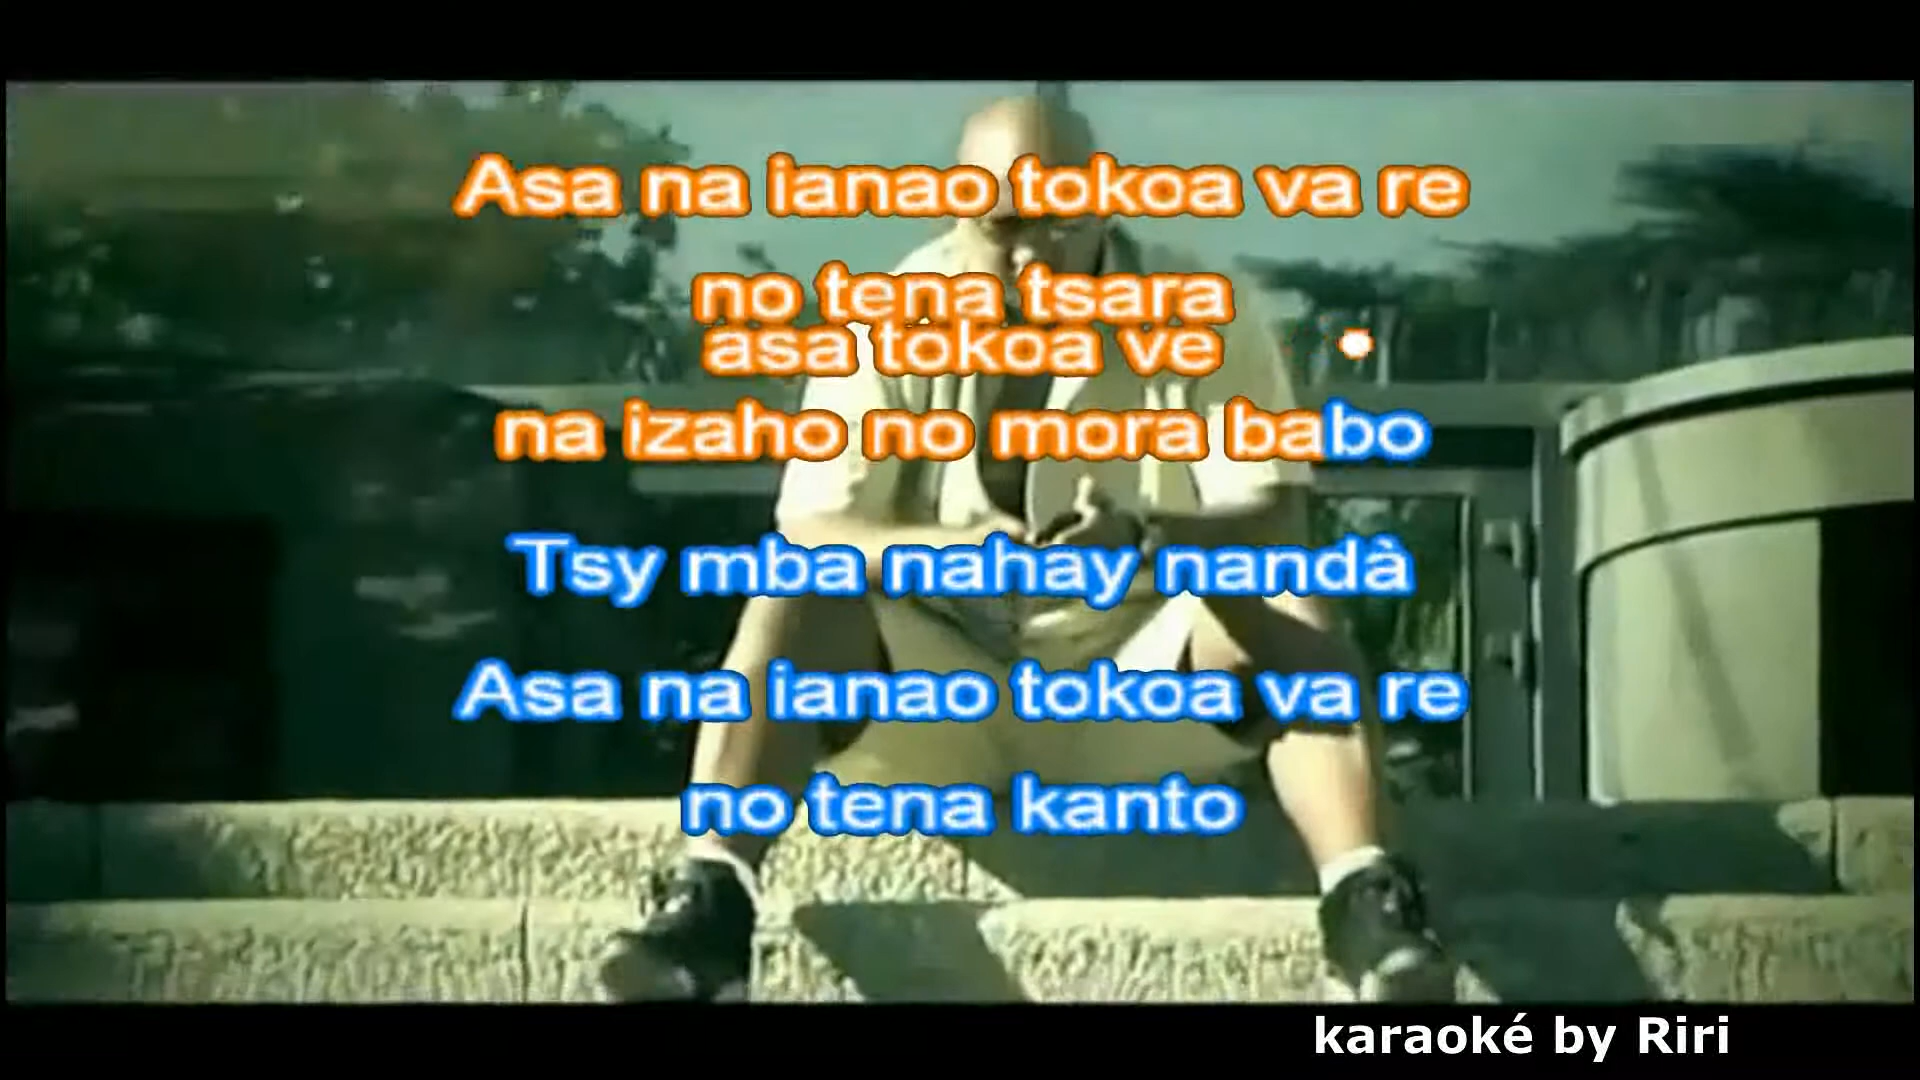 Asa na ianao tokoa va re
no tena tsara
asa tokoa ve
na izaho no mora babo
Tsy mba nahay nandà
Asa na ianao tokoa va re
no tena kanto
karaoké by Riri